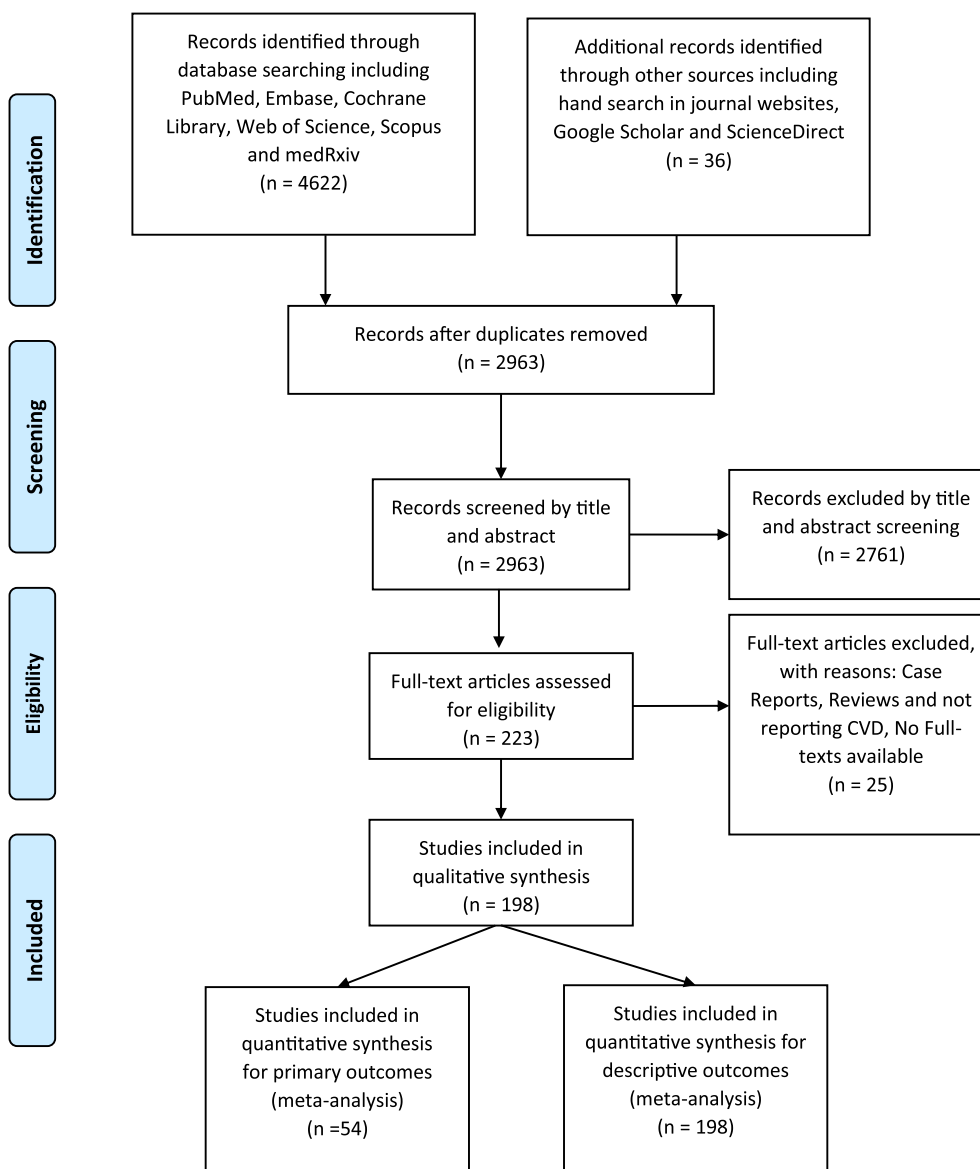 Records identified through
database searching including
PubMed, Embase, Cochrane
Library, Web of Science, Scopus
and medRxiv
(n = 4622)
Additional records identified
through other sources including
hand search in journal websites,
Google Scholar and ScienceDirect
(n = 36)
Identification
Records after duplicates removed
(n = 2963)
Screening
Records screened by title
and abstract
(n = 2963)
Records excluded by title
and abstract screening
(n = 2761)
Eligibility
Full-text articles assessed
for eligibility
(n = 223)
Full-text articles excluded,
with reasons: Case
Reports, Reviews and not
reporting CVD, No Full-
texts available
(n = 25)
Included
Studies included in
qualitative synthesis
(n = 198)
Studies included in
quantitative synthesis
for primary outcomes
(meta-analysis)
(n =54)
Studies included in
quantitative synthesis for
descriptive outcomes
(meta-analysis)
n = 198)